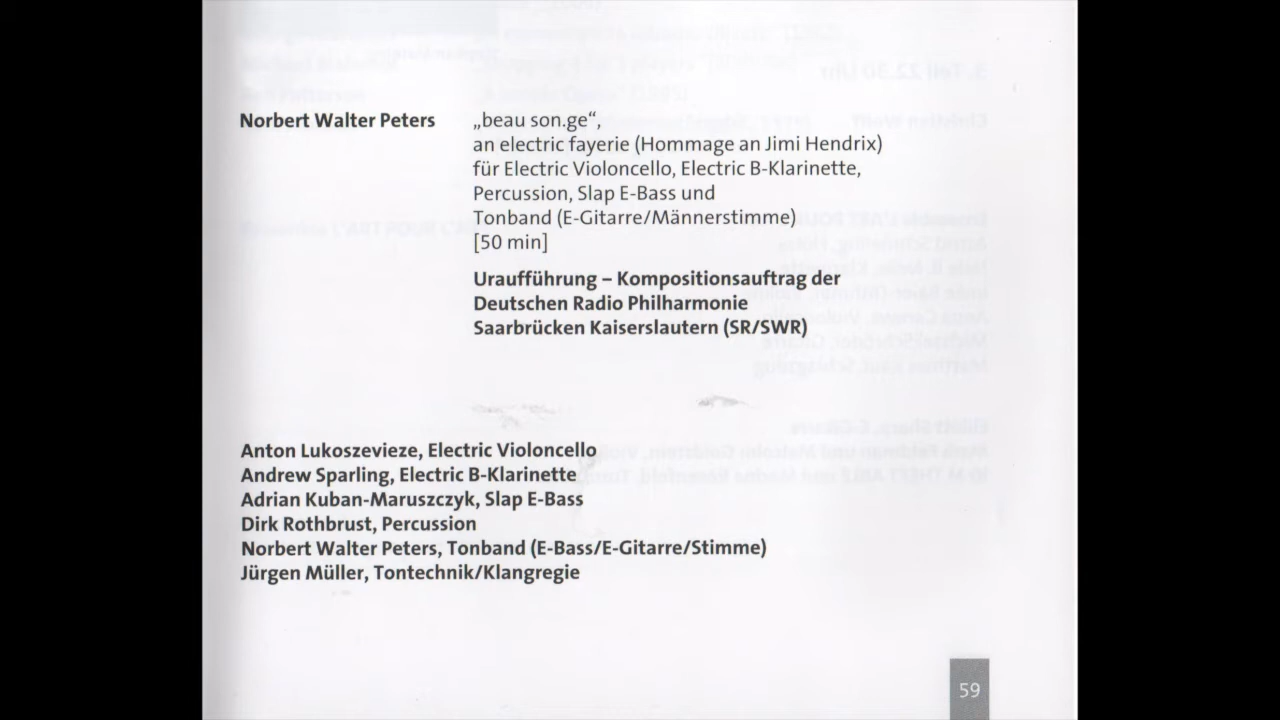 Norbert Walter Peters
„beau son.ge“,
an electric fayerie (Hommage an Jimi Hendrix)
für Electric Violoncello, Electric B-Klarinette,
Percussion, Slap E-Bass und
Tonband (E-Gitarre/Männerstimme)
[50 min]
Uraufführung – Kompositionsauftrag der
Deutschen Radio Philharmonie
Saarbrücken Kaiserslautern (SR/SWR)
Anton Lukoszevieze, Electric Violoncello
Andrew Sparling, Electric B-Klarinette
Adrian Kuban-Maruszczyk, Slap E-Bass
Dirk Rothbrust, Percussion
Norbert Walter Peters, Tonband (E-Bass/E-Gitarre/Stimme)
Jürgen Müller, Tontechnik/Klangregie
59